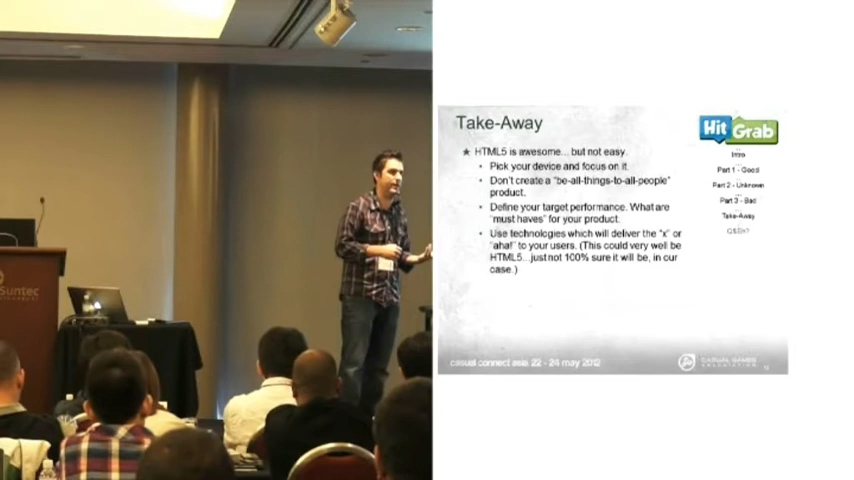 Suntec
Take-Away
★ HTML5 is awesome... but not easy.
• Pick your device and focus on it.
• Don't create a "be-all-things-to-all-people"
product.
• Define your target performance. What are
"must haves" for your product.
• Use technologies which will deliver the "x" or
"aha!" to your users. (This could very well be
HTML5...just not 100% sure it will be, in our
case.)
Hit Grab
Intro
Part 1 - Good
Part 2 - Unknown
Part 3 - Bad
Take-Away
casual connect asia 22 - 24 may 2012
CASUAL GAMES
ASSOCIATION